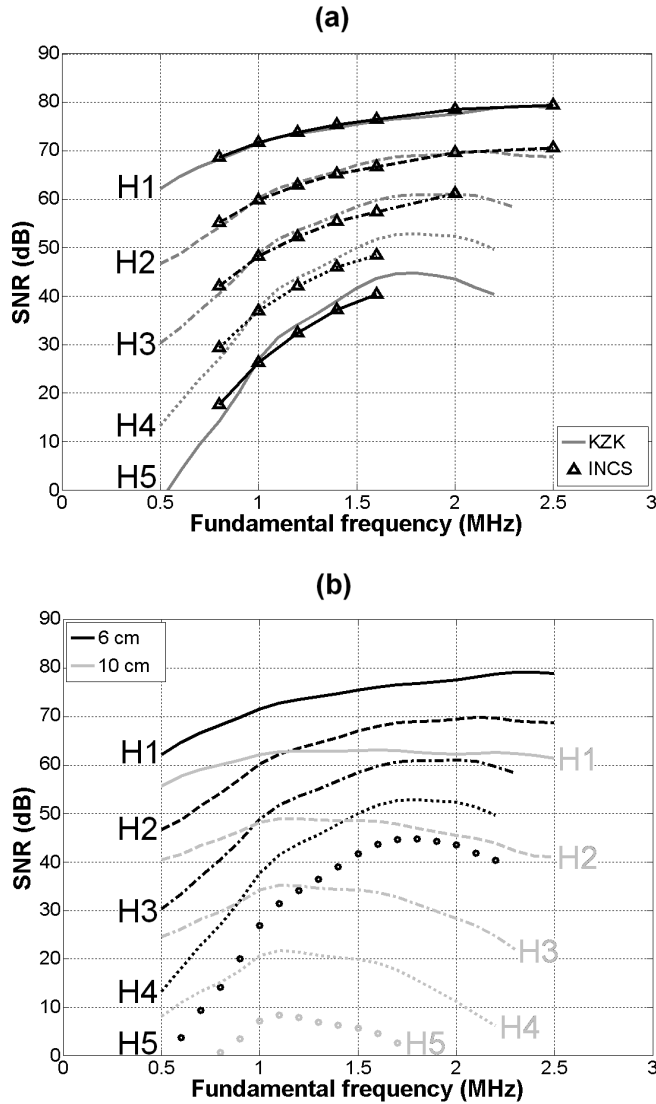 (a)
90
80
70
60
50
40
30
20
10
0
SNR (dB)
H1
H2
H3
H4
H5
KZK
INCS
0 0.5 1 1.5 2 2.5 3
Fundamental frequency (MHz)
(b)
90
80
70
60
50
40
30
20
10
0
SNR (dB)
6 cm
10 cm
H1
H2
H3
H4
H5
H1
H2
H3
H4
H5
0 0.5 1 1.5 2 2.5 3
Fundamental frequency (MHz)